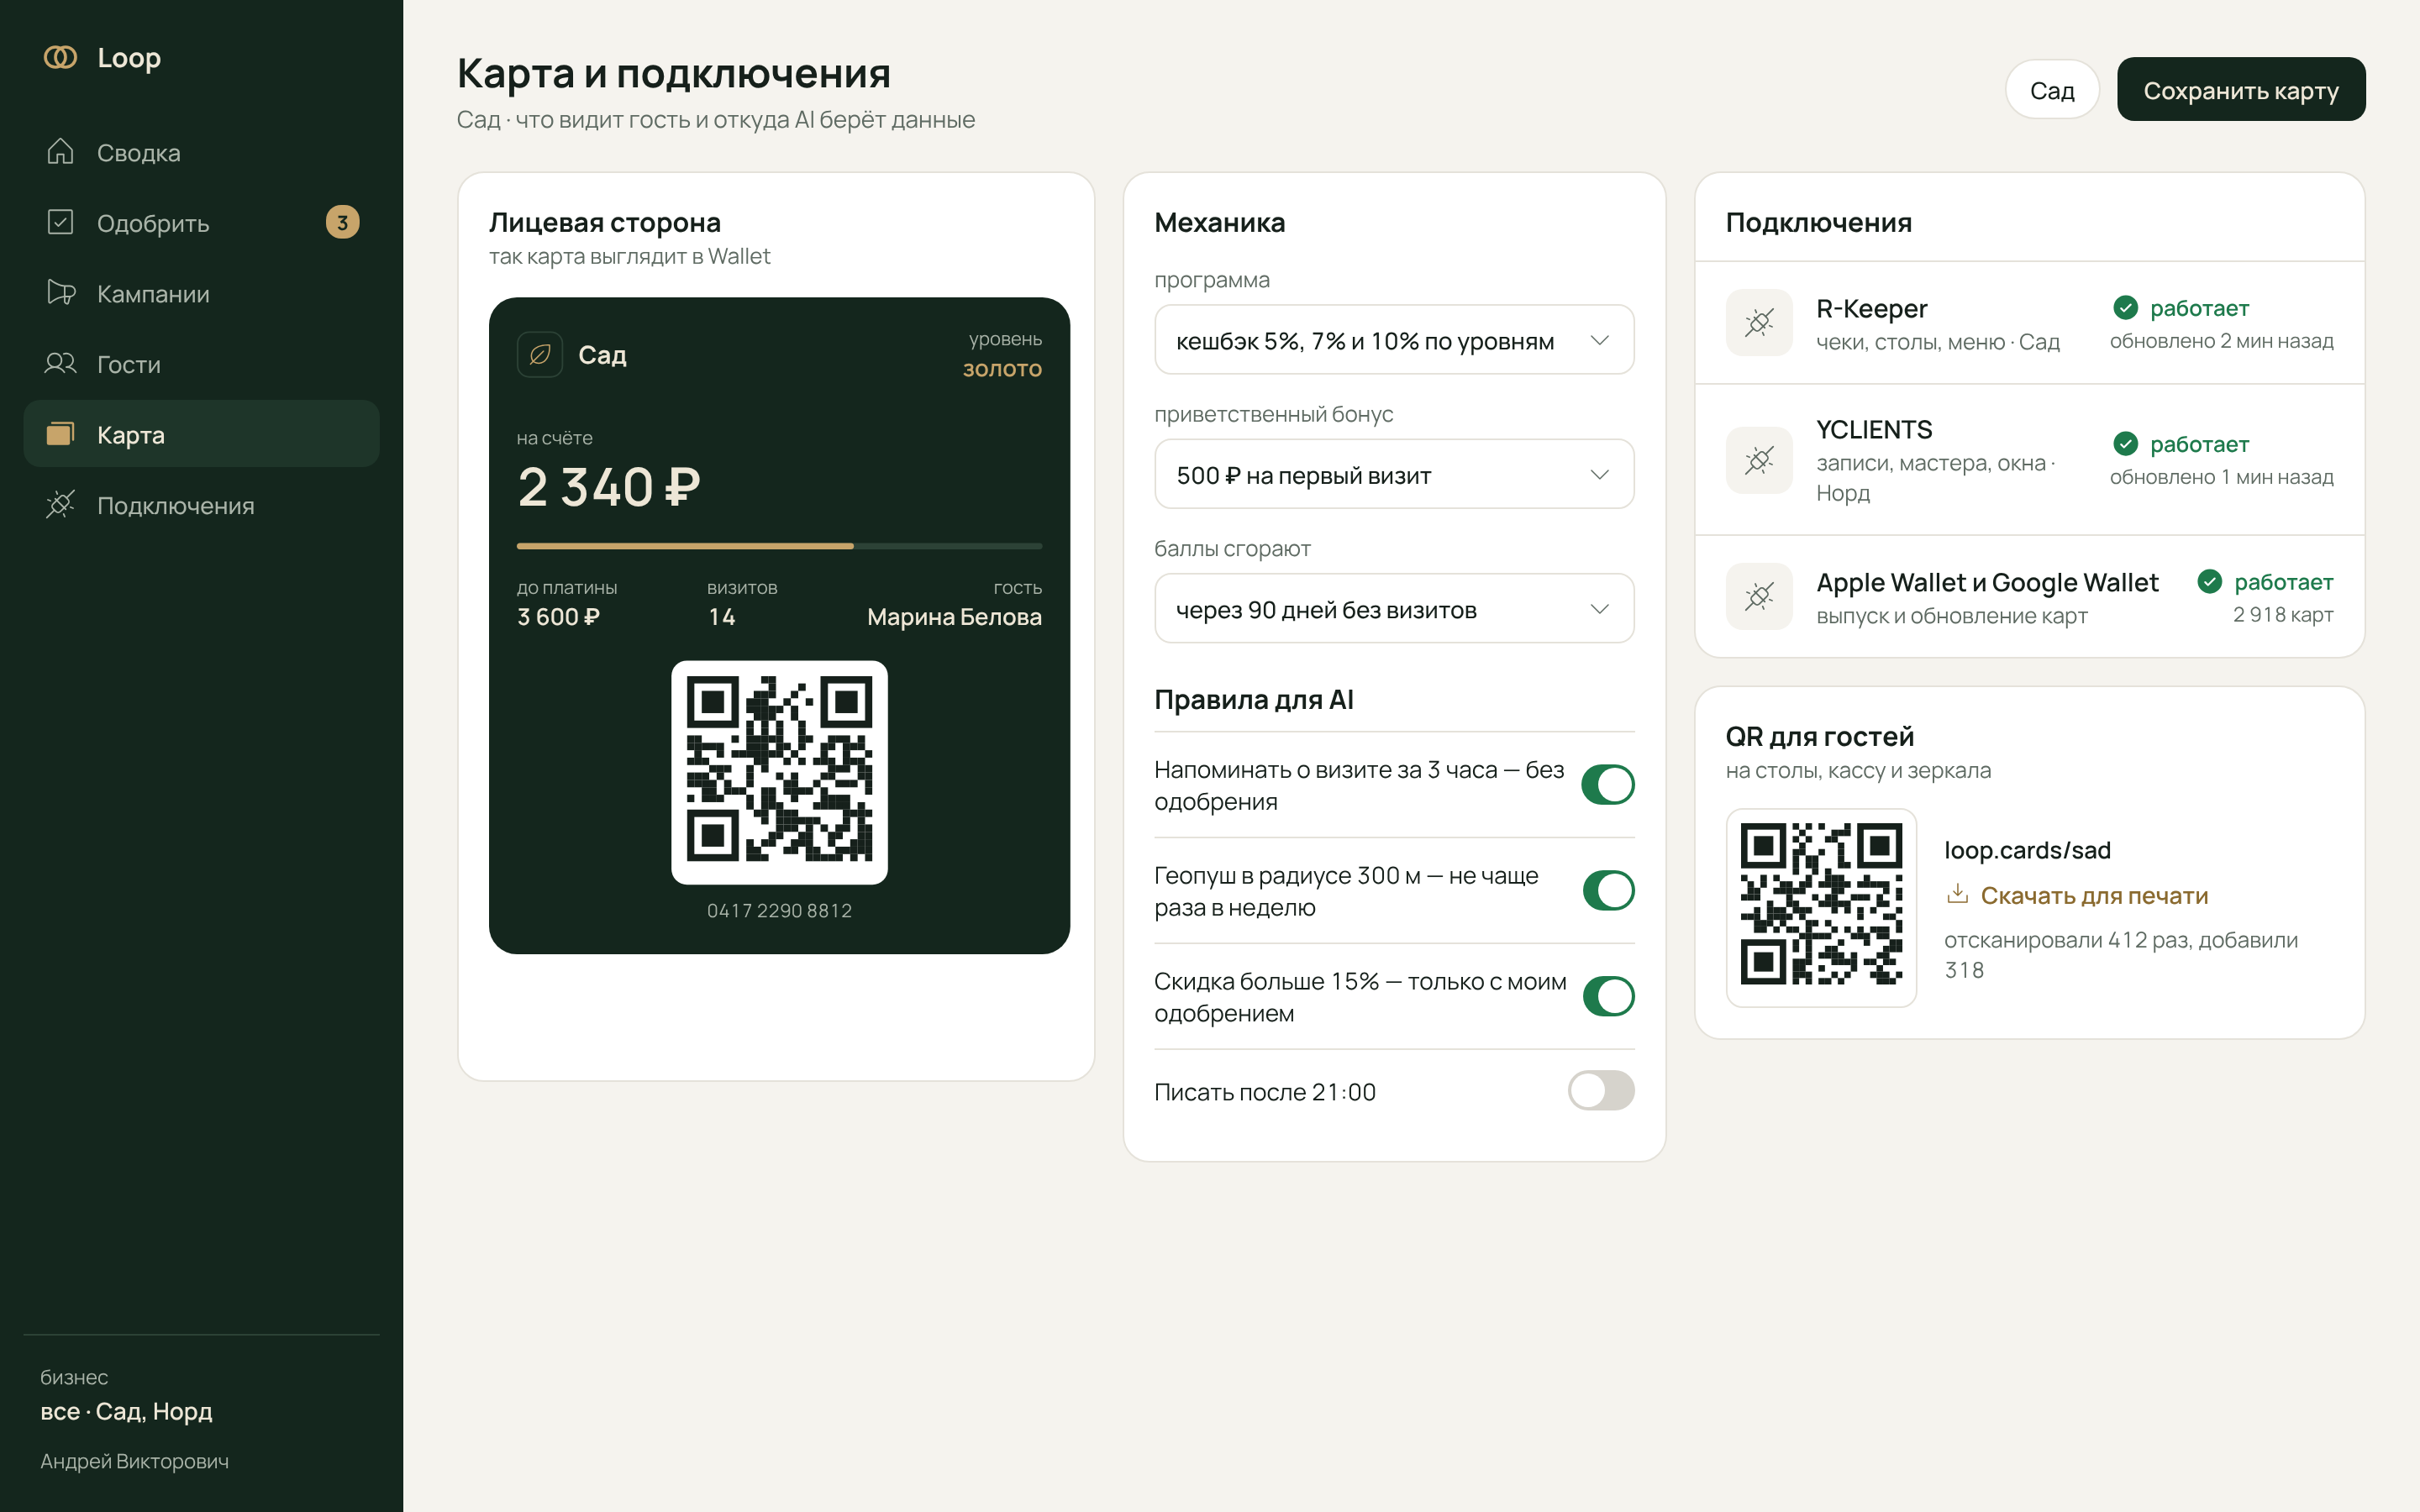 Loop
Сводка
Одобрить
3
Кампании
Гости
Карта
Подключения
бизнес
все · Сад, Норд
Андрей Викторович
Карта и подключения
Сад · что видит гость и откуда AI берёт данные
Сад
Сохранить карту
Лицевая сторона
так карта выглядит в Wallet
Сад
уровень
золото
на счёте
2 340 ₽
до платины
3 600 ₽
визитов
14
гость
Марина Белова
0417 2290 8812
Механика
программа
кешбэк 5%, 7% и 10% по уровням
приветственный бонус
500 ₽ на первый визит
баллы сгорают
через 90 дней без визитов
Правила для AI
Напоминать о визите за 3 часа — без
одобрения
Геопуш в радиусе 300 м — не чаще
раза в неделю
Скидка больше 15% — только с моим
одобрением
Писать после 21:00
Подключения
R-Keeper
чеки, столы, меню · Сад
работает
обновлено 2 мин назад
YCLIENTS
записи, мастера, окна ·
Норд
работает
обновлено 1 мин назад
Apple Wallet и Google Wallet
выпуск и обновление карт
работает
2 918 карт
QR для гостей
на столы, кассу и зеркала
loop.cards/sad
Скачать для печати
отсканировали 412 раз, добавили
318